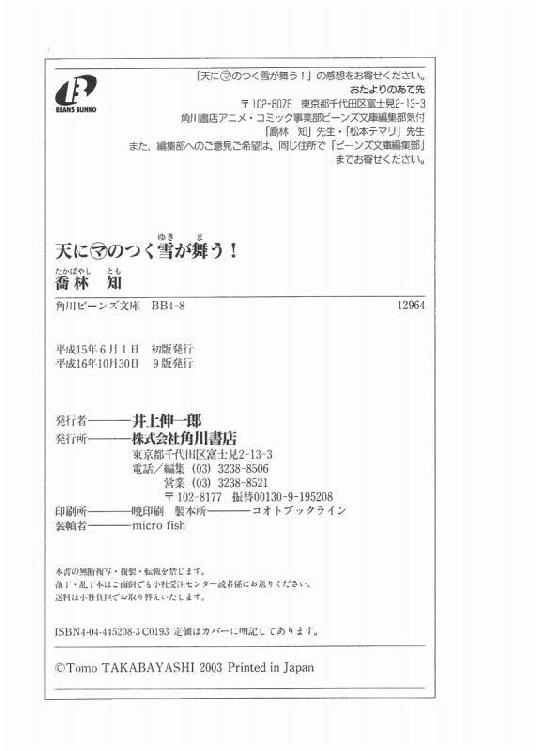 BEANS BUNKO
「天に㋮のつく雪が舞う！」の感想をお寄せください。
おたよりのあて先
〒102-8078 東京都千代田区富士見2-13-3
角川書店アニメ・コミック事業部ビーンズ文庫編集部気付
「喬林 知」先生・「松本テマリ」先生
また、編集部へのご意見ご希望は、同じ住所で「ビーンズ文庫編集部」
までお寄せください。
ゆき ま
天に㋮のつく雪が舞う！
たかばやし とも
喬林 知
角川ビーンズ文庫 BB4-8 12964
平成15年6月1日 初版発行
平成16年10月30日 9版発行
発行者――井上伸一郎
発行所――株式会社角川書店
東京都千代田区富士見2-13-3
電話／編集 (03) 3238-8506
営業 (03) 3238-8521
〒102-8177 振替00130-9-195208
印刷所――暁印刷 製本所――コオトブックライン
装幀者――micro fish
本書の無断複写・複製・転載を禁じます。
落丁・乱丁本はご面倒でも小社受注センター読者係にお送りください。
送料は小社負担でお取り替えいたします。
ISBN4-04-445208-3 C0193 定価はカバーに明記してあります。
©Tomo TAKABAYASHI 2003 Printed in Japan